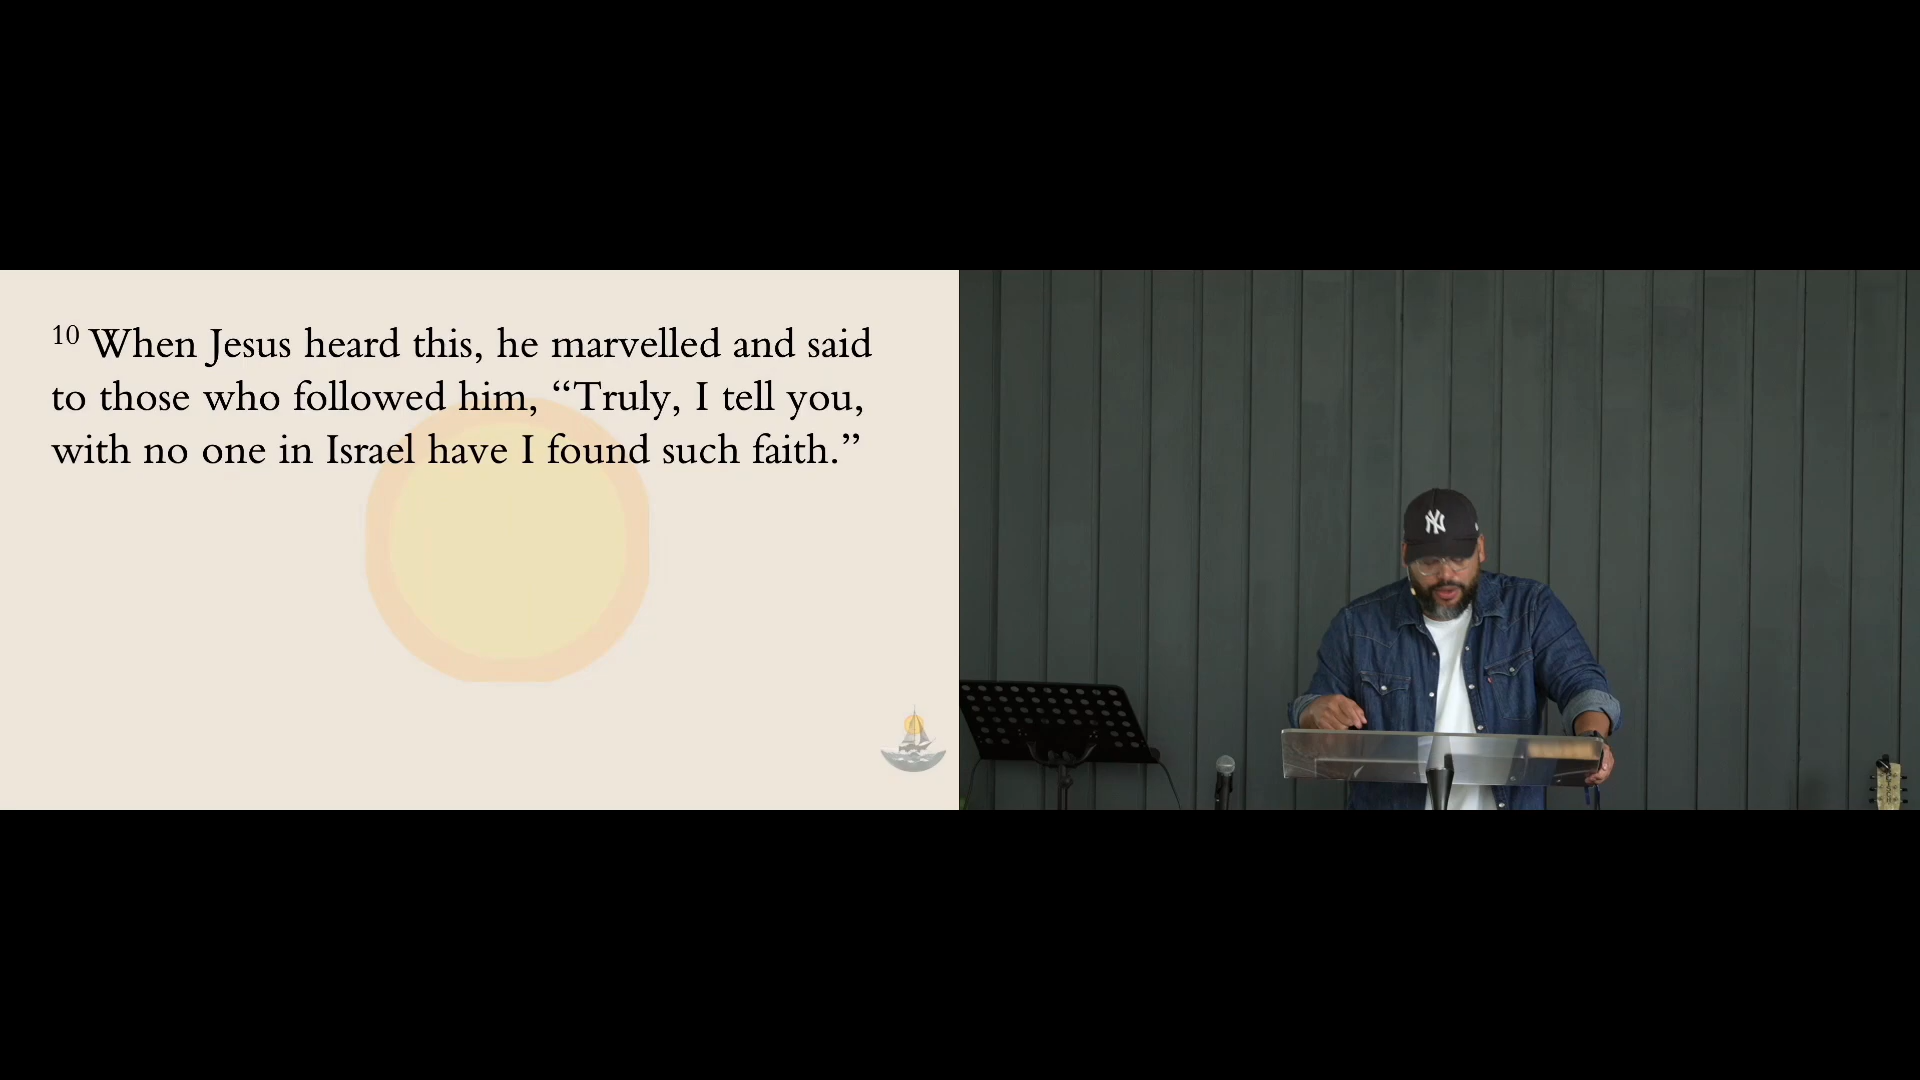 10 When Jesus heard this, he marvelled and said
to those who followed him, “Truly, I tell you,
with no one in Israel have I found such faith.”
NY